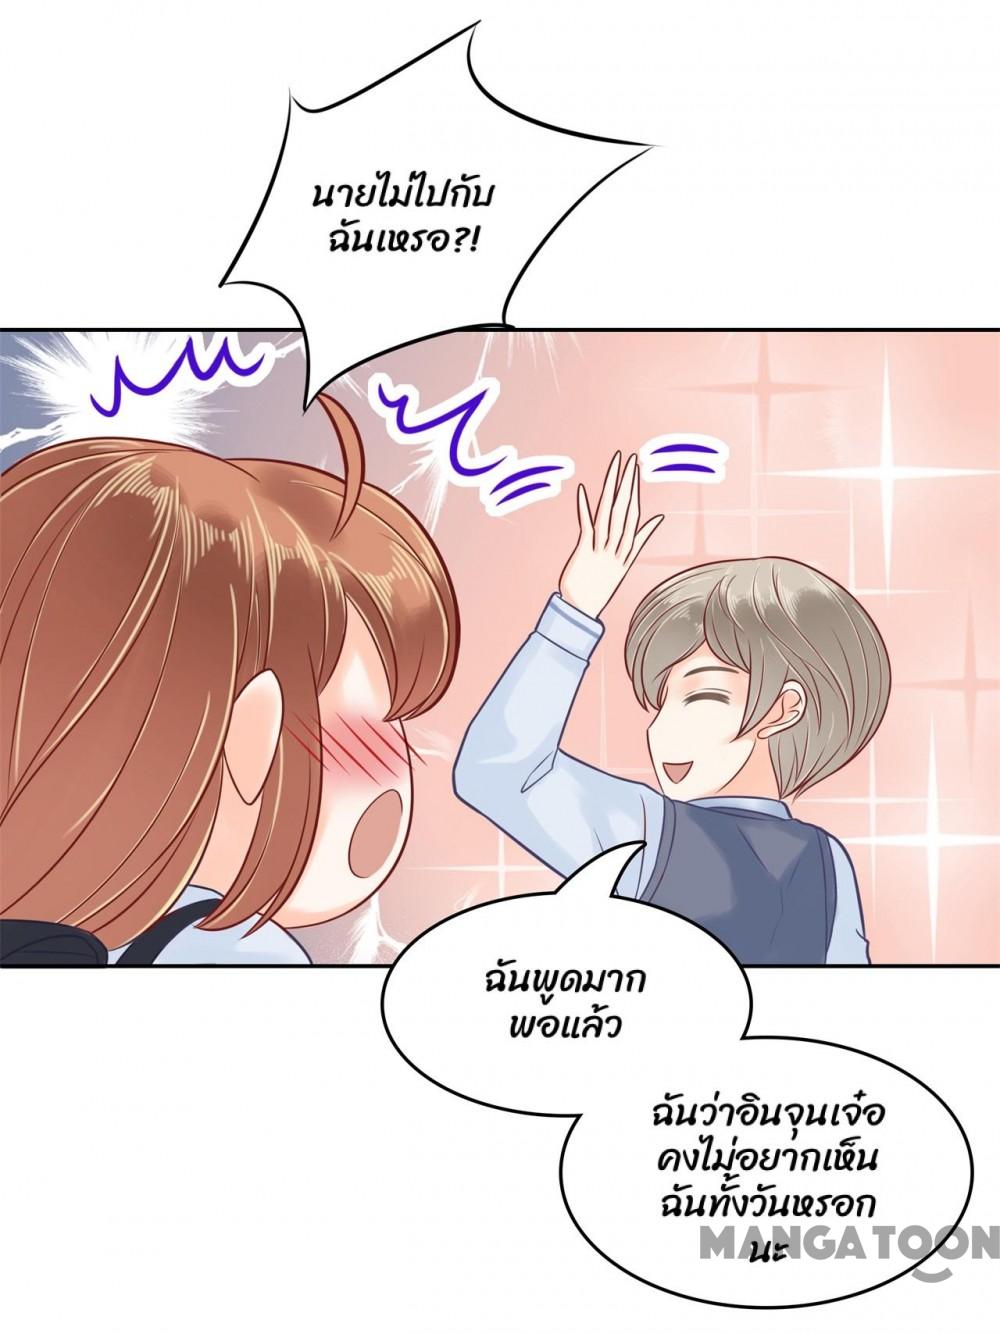 นายไม่ไปกับ
ฉันเหรอ?!
ฉันพูดมาก
พอแล้ว
ฉันว่าอินจุนเจ๋อ
คงไม่อยากเห็น
ฉันทั้งวันหรอก
นะ
MANGATOON